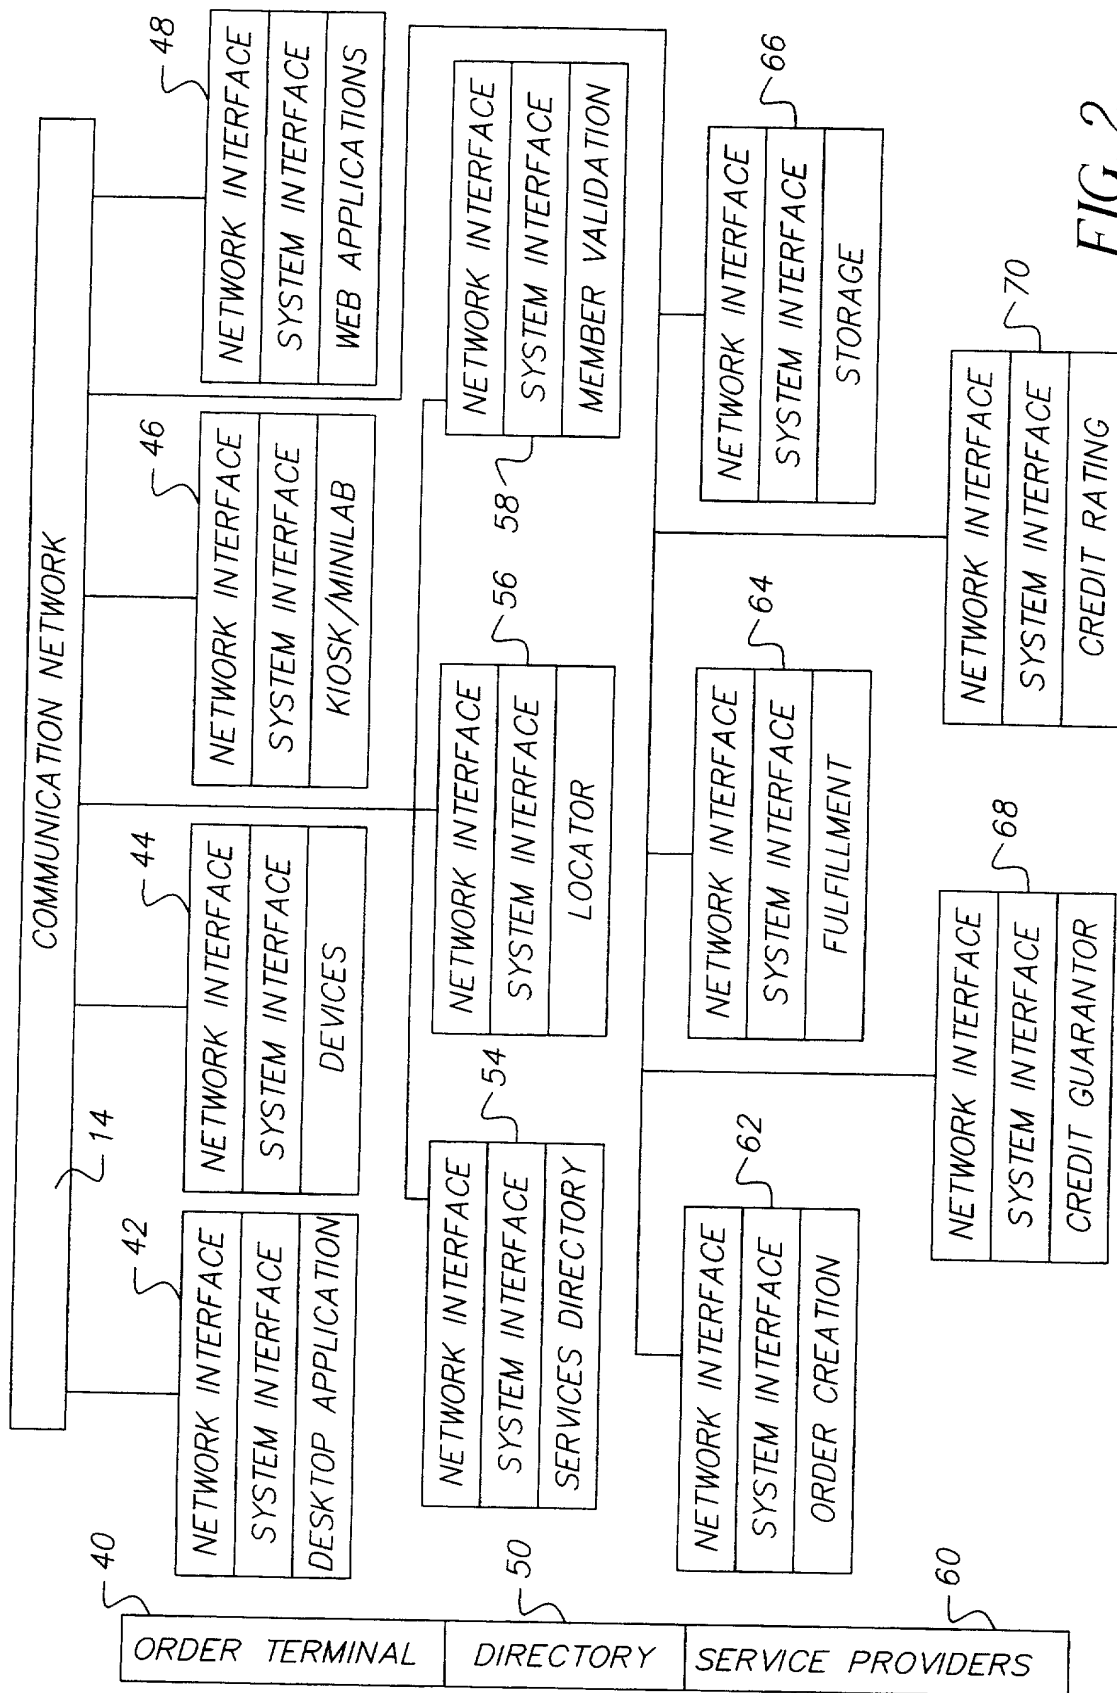 COMMUNICATION NETWORK
14
42
NETWORK INTERFACE
SYSTEM INTERFACE
DESKTOP APPLICATION
44
NETWORK INTERFACE
SYSTEM INTERFACE
DEVICES
46
NETWORK INTERFACE
SYSTEM INTERFACE
KIOSK/MINILAB
48
NETWORK INTERFACE
SYSTEM INTERFACE
WEB APPLICATIONS
40
ORDER TERMINAL
54
NETWORK INTERFACE
SYSTEM INTERFACE
SERVICES DIRECTORY
56
NETWORK INTERFACE
SYSTEM INTERFACE
LOCATOR
58
NETWORK INTERFACE
SYSTEM INTERFACE
MEMBER VALIDATION
50
DIRECTORY
62
NETWORK INTERFACE
SYSTEM INTERFACE
ORDER CREATION
64
NETWORK INTERFACE
SYSTEM INTERFACE
FULFILLMENT
66
NETWORK INTERFACE
SYSTEM INTERFACE
STORAGE
60
SERVICE PROVIDERS
68
NETWORK INTERFACE
SYSTEM INTERFACE
CREDIT GUARANTOR
70
NETWORK INTERFACE
SYSTEM INTERFACE
CREDIT RATING
FIG. 2